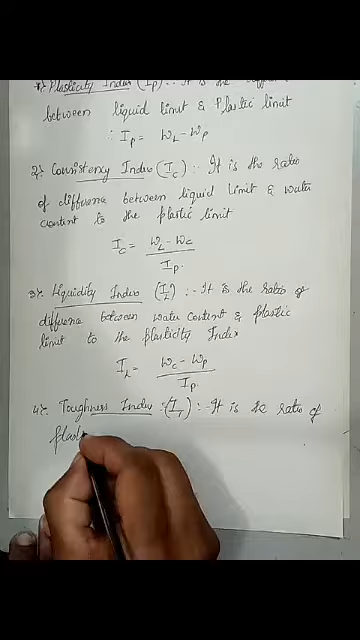 1) Plasticity Index (Ip) :- It is the
between liquid limit & Plastic limit
∴ Ip = WL - Wp
2) Consistency Index (Ic) :- It is the ratio
of difference between liquid limit & water
content to the plastic limit
Ic = WL - Wc / Ip.
3) Liquidity Index (IL) :- It is the ratio of
difference between water content & plastic
limit to the plasticity Index
IL = Wc - Wp / Ip.
4) Toughness Index :(IT) :- It is the ratio of
plasti